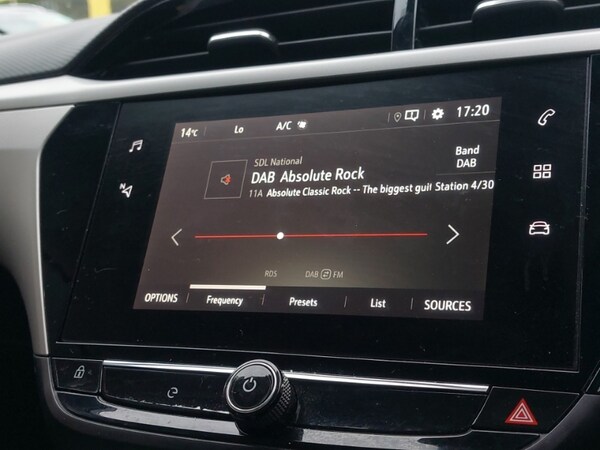 14°C Lo A/C 17:20
SDL National
DAB Absolute Rock
Band
DAB
11A Absolute Classic Rock -- The biggest guit Station 4/30
RDS DAB FM
OPTIONS Frequency Presets List SOURCES
N